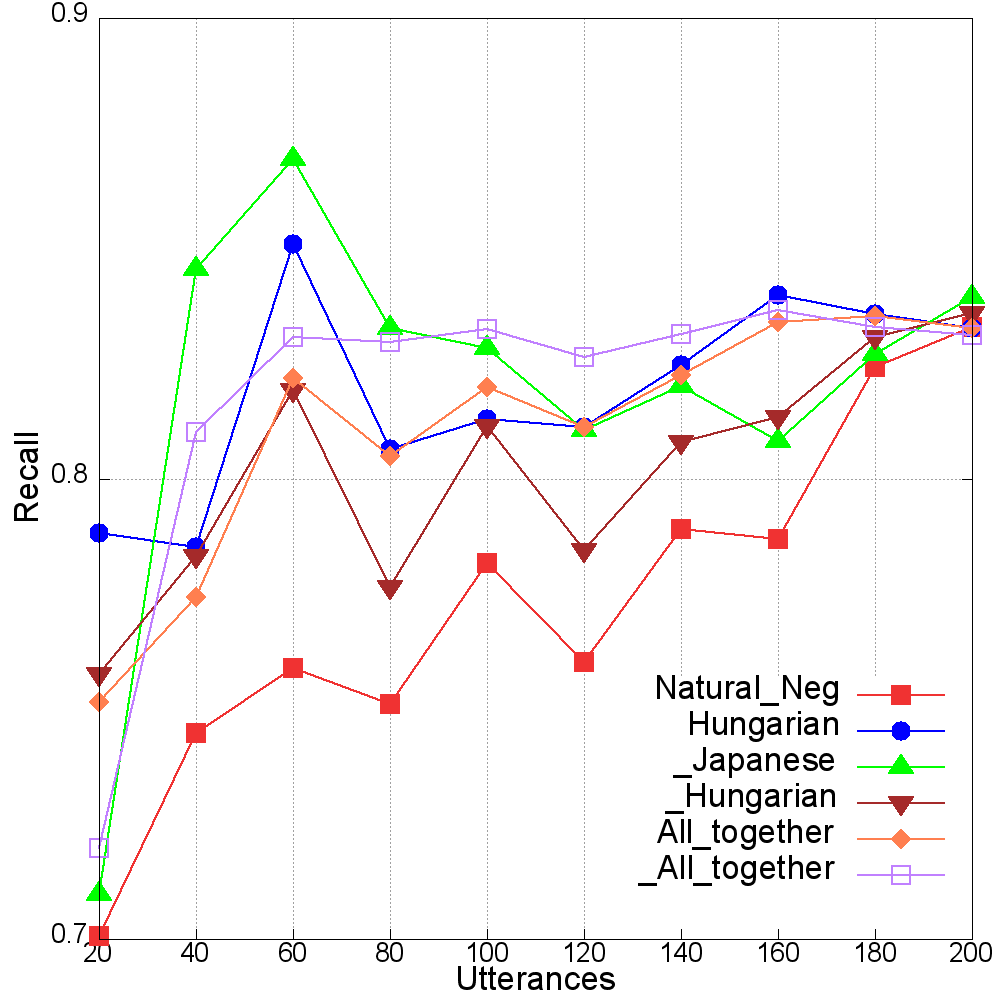 0.9
0.8
0.7
Recall
Natural_Neg
Hungarian
_Japanese
_Hungarian
All_together
_All_together
20 40 60 80 100 120 140 160 180 200
Utterances